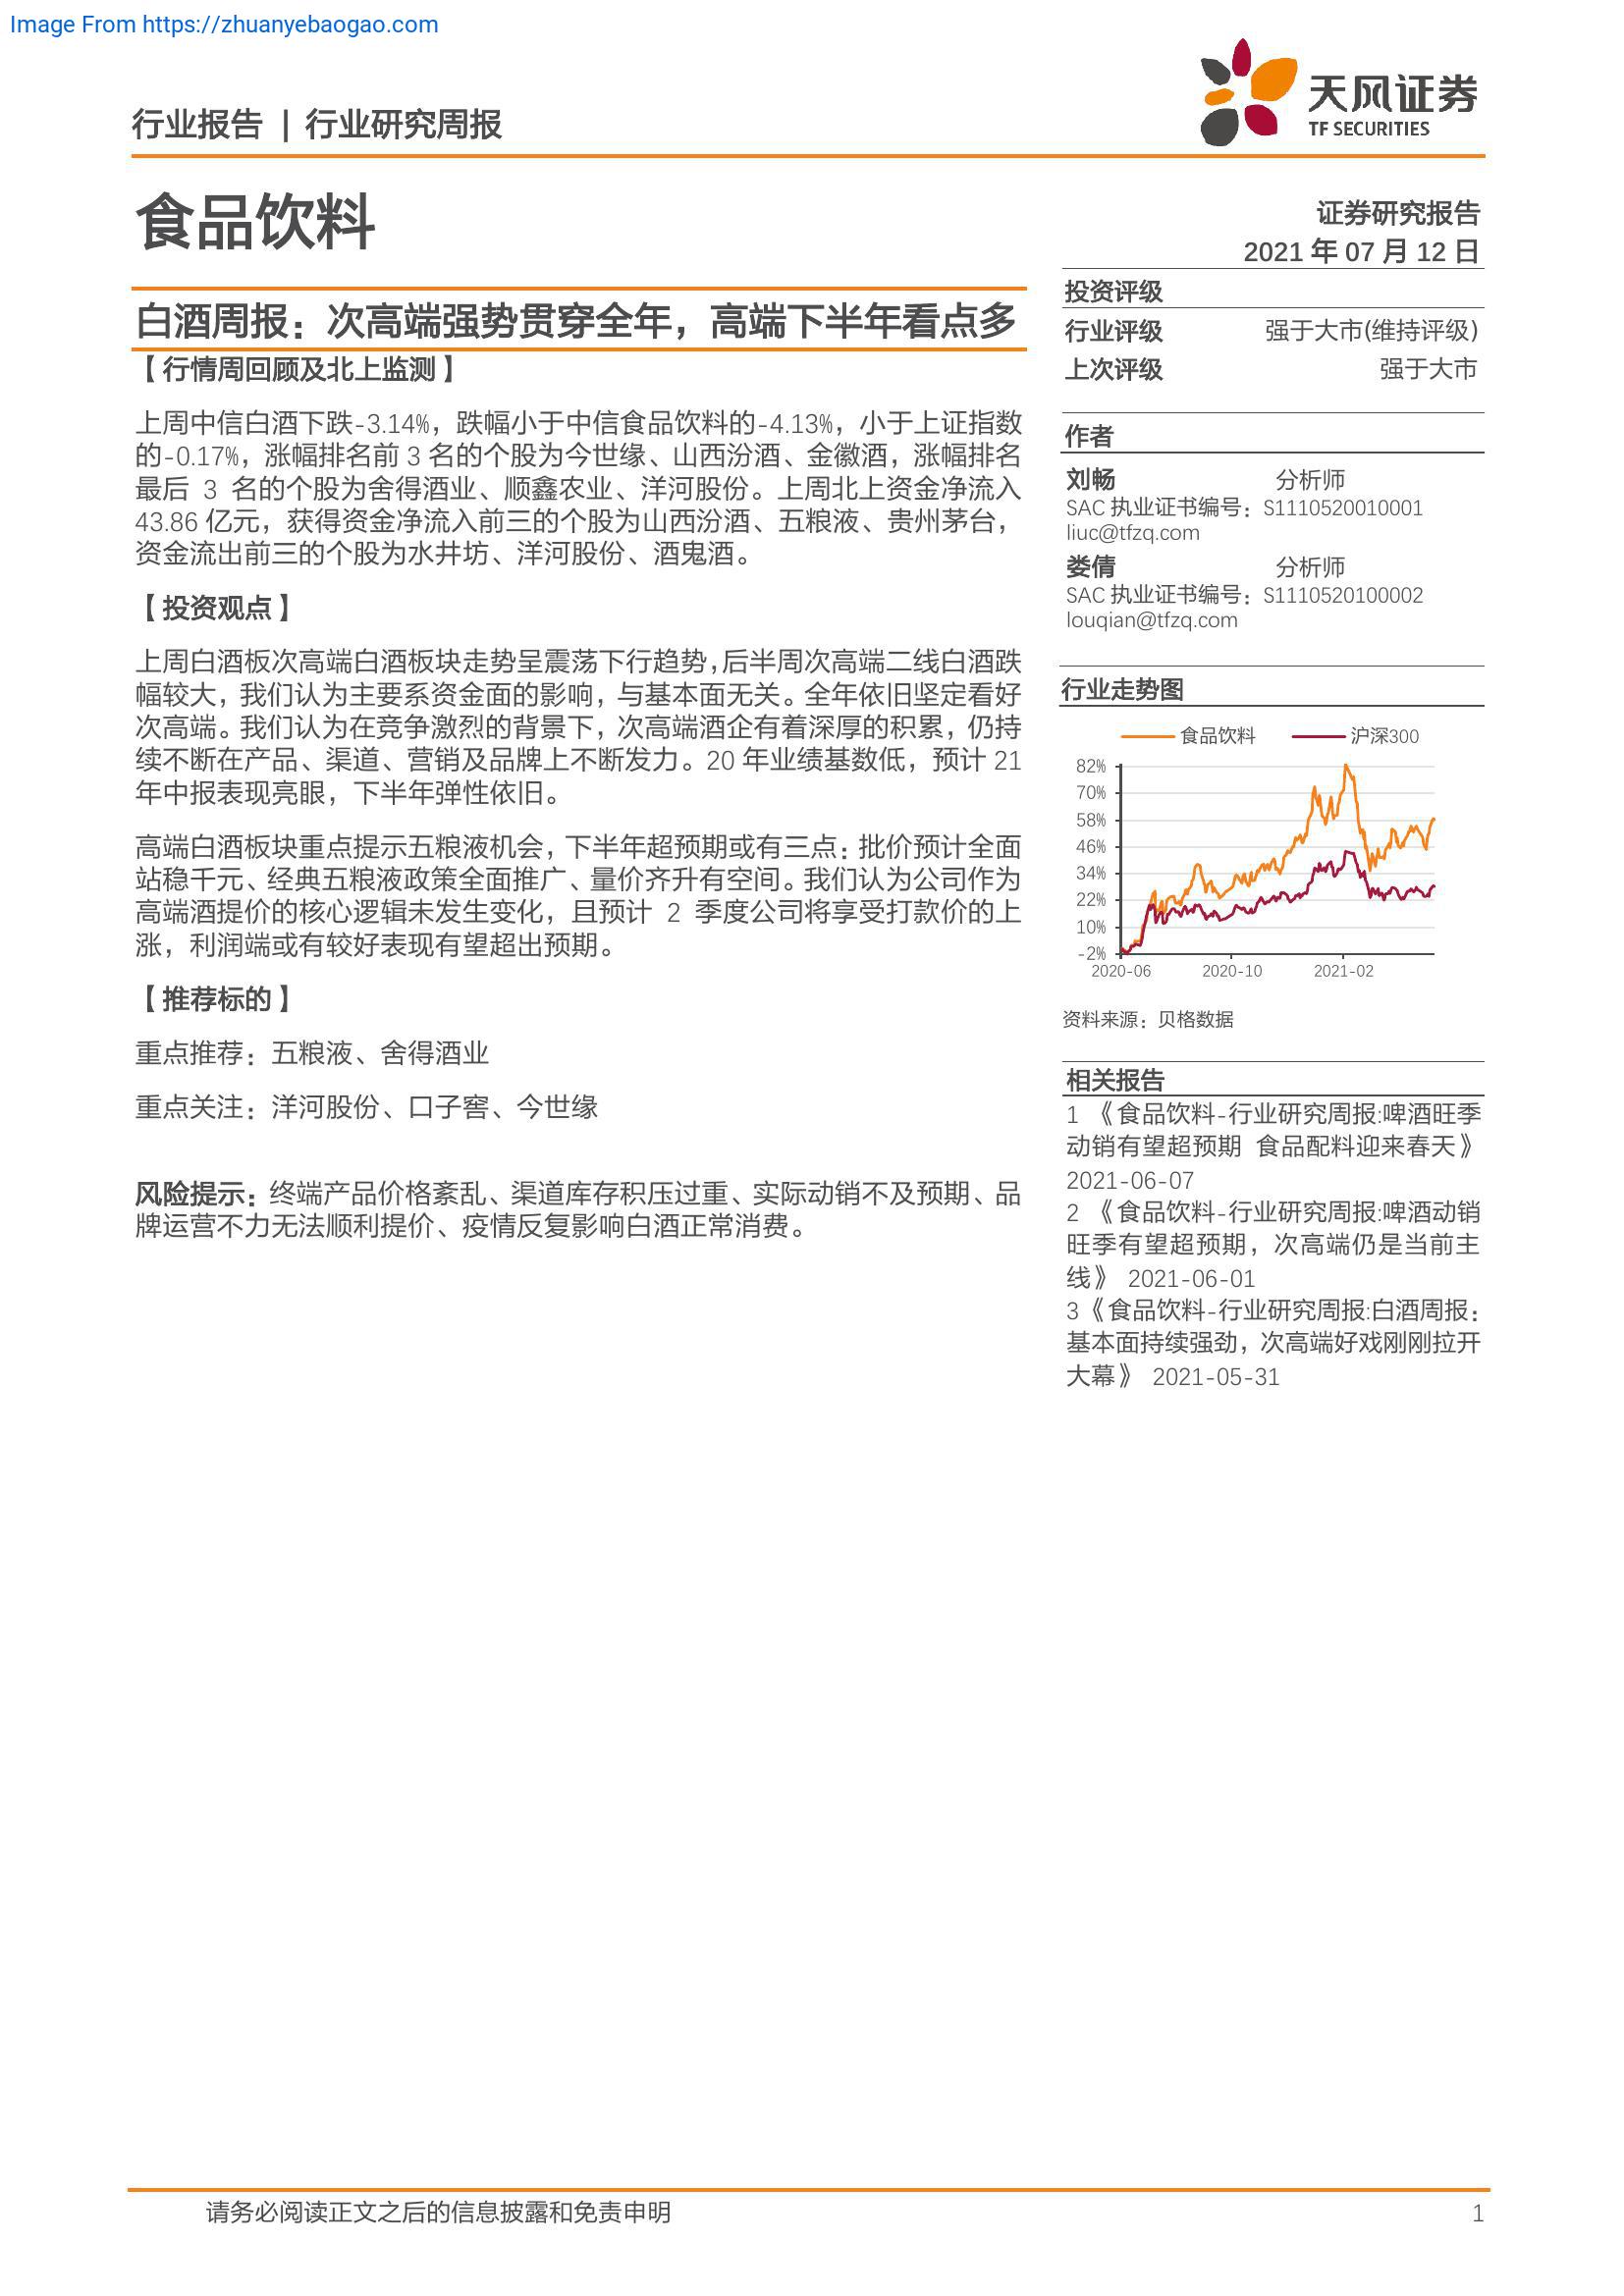 Image From https://zhuanyebaogao.com
行业报告 | 行业研究周报
天风证券
TF SECURITIES
食品饮料
证券研究报告
2021 年 07 月 12 日
白酒周报：次高端强势贯穿全年，高端下半年看点多
【行情周回顾及北上监测】
上周中信白酒下跌-3.14%，跌幅小于中信食品饮料的-4.13%，小于上证指数
的-0.17%，涨幅排名前 3 名的个股为今世缘、山西汾酒、金徽酒，涨幅排名
最后 3 名的个股为舍得酒业、顺鑫农业、洋河股份。上周北上资金净流入
43.86 亿元，获得资金净流入前三的个股为山西汾酒、五粮液、贵州茅台，
资金流出前三的个股为水井坊、洋河股份、酒鬼酒。
【投资观点】
上周白酒板次高端白酒板块走势呈震荡下行趋势，后半周次高端二线白酒跌
幅较大，我们认为主要系资金面的影响，与基本面无关。全年依旧坚定看好
次高端。我们认为在竞争激烈的背景下，次高端酒企有着深厚的积累，仍持
续不断在产品、渠道、营销及品牌上不断发力。20 年业绩基数低，预计 21
年中报表现亮眼，下半年弹性依旧。
高端白酒板块重点提示五粮液机会，下半年超预期或有三点：批价预计全面
站稳千元、经典五粮液政策全面推广、量价齐升有空间。我们认为公司作为
高端酒提价的核心逻辑未发生变化，且预计 2 季度公司将享受打款价的上
涨，利润端或有较好表现有望超出预期。
【推荐标的】
重点推荐：五粮液、舍得酒业
重点关注：洋河股份、口子窖、今世缘
风险提示：终端产品价格紊乱、渠道库存积压过重、实际动销不及预期、品
牌运营不力无法顺利提价、疫情反复影响白酒正常消费。
投资评级
行业评级 强于大市(维持评级)
上次评级 强于大市
作者
刘畅 分析师
SAC 执业证书编号：S1110520010001
liuc@tfzq.com
娄倩 分析师
SAC 执业证书编号：S1110520100002
louqian@tfzq.com
行业走势图
食品饮料 沪深300
82%
70%
58%
46%
34%
22%
10%
-2%
2020-06 2020-10 2021-02
资料来源：贝格数据
相关报告
1 《食品饮料-行业研究周报:啤酒旺季
动销有望超预期 食品配料迎来春天》
2021-06-07
2 《食品饮料-行业研究周报:啤酒动销
旺季有望超预期，次高端仍是当前主
线》 2021-06-01
3《食品饮料-行业研究周报:白酒周报：
基本面持续强劲，次高端好戏刚刚拉开
大幕》 2021-05-31
请务必阅读正文之后的信息披露和免责申明 1